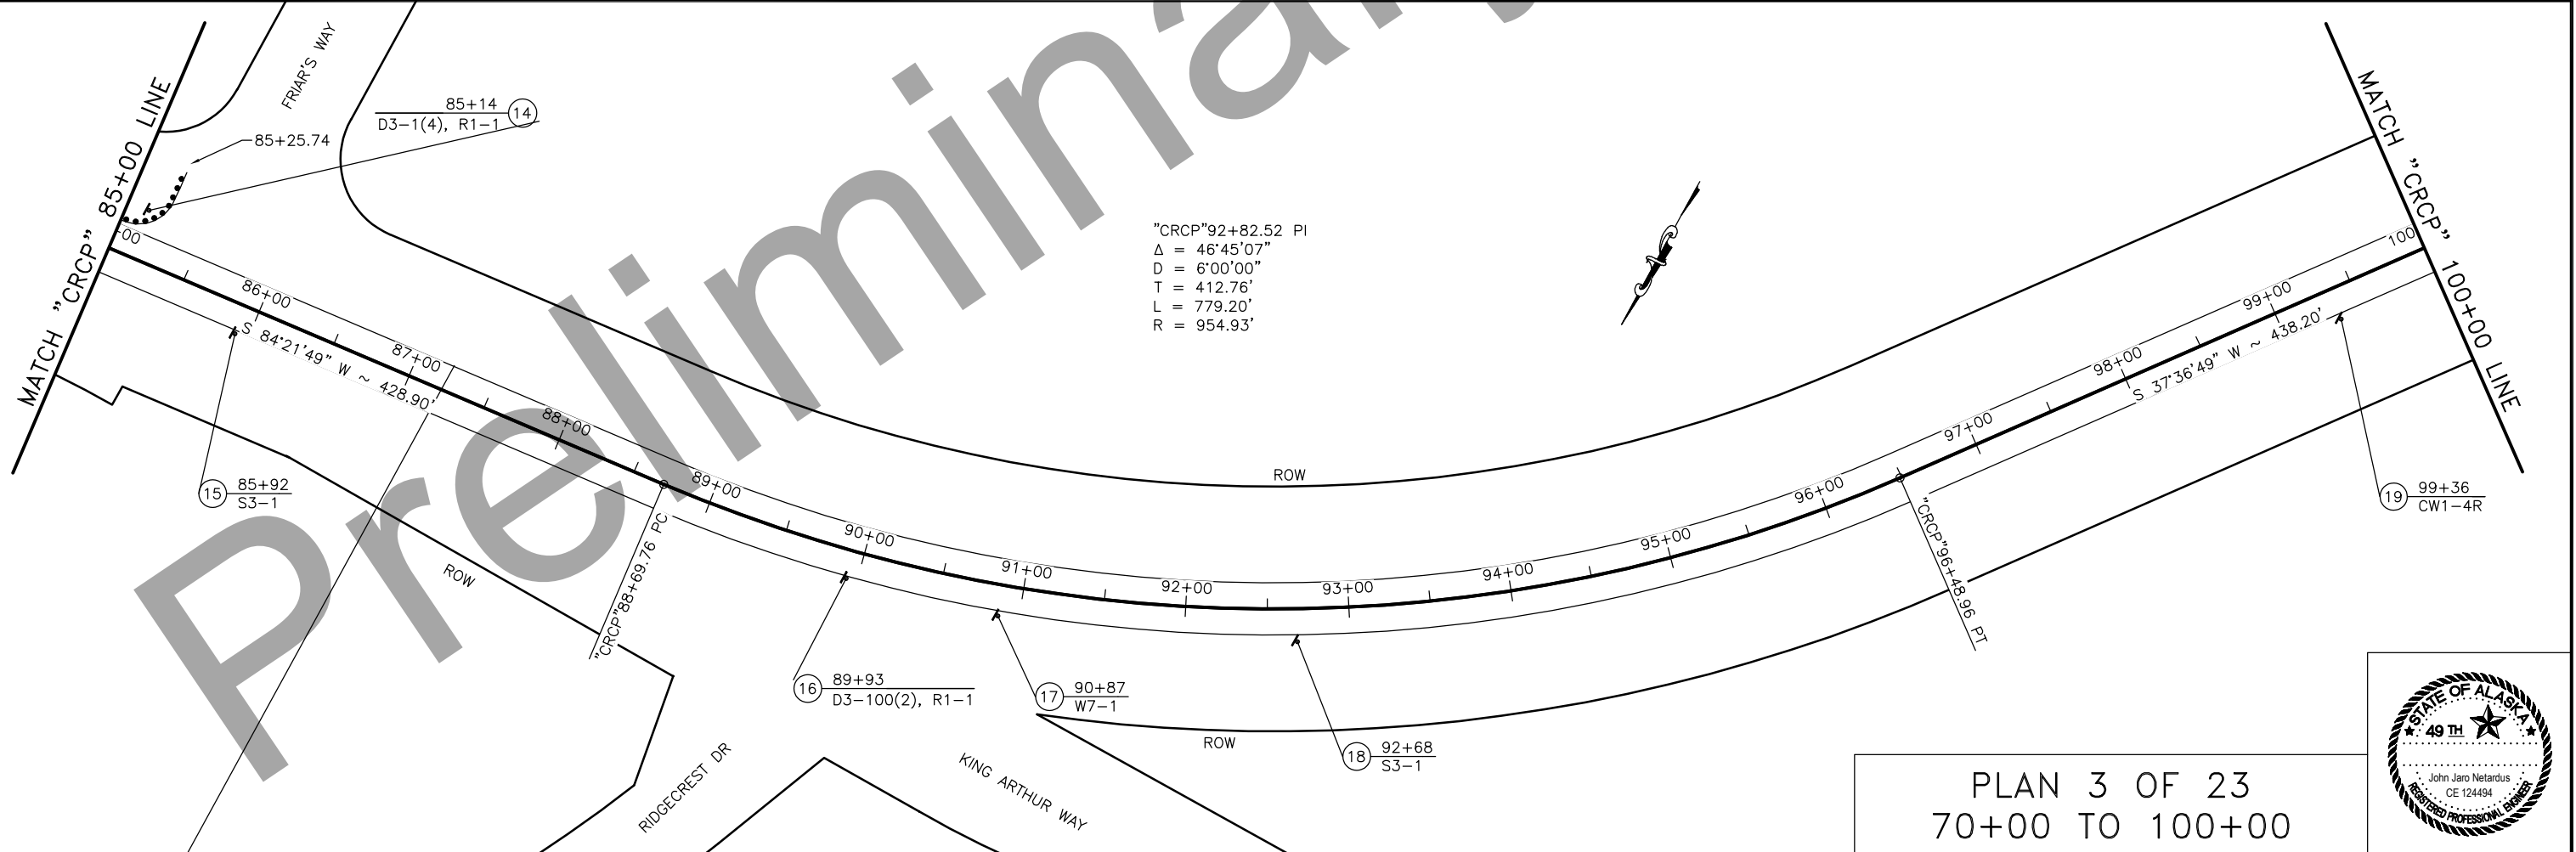 Preliminary
MATCH "CRCP" 85+00 LINE
FRIAR'S WAY
85+14
D3-1(4), R1-1
14
85+25.74
+00
86+00
S 84°21'49" W ~ 428.90'
87+00
88+00
89+00
90+00
91+00
92+00
93+00
94+00
95+00
96+00
97+00
98+00
99+00
100
S 37°36'49" W ~ 438.20'
"CRCP"92+82.52 PI
Δ = 46°45'07"
D = 6°00'00"
T = 412.76'
L = 779.20'
R = 954.93'
MATCH "CRCP" 100+00 LINE
15
85+92
S3-1
ROW
"CRCP"88+69.76 PC
ROW
16
89+93
D3-100(2), R1-1
17
90+87
W7-1
18
92+68
S3-1
ROW
"CRCP"96+48.96 PT
19
99+36
CW1-4R
RIDGECREST DR
KING ARTHUR WAY
PLAN 3 OF 23
70+00 TO 100+00
STATE OF ALASKA
49 TH
John Jaro Netardus
CE 124494
REGISTERED PROFESSIONAL ENGINEER